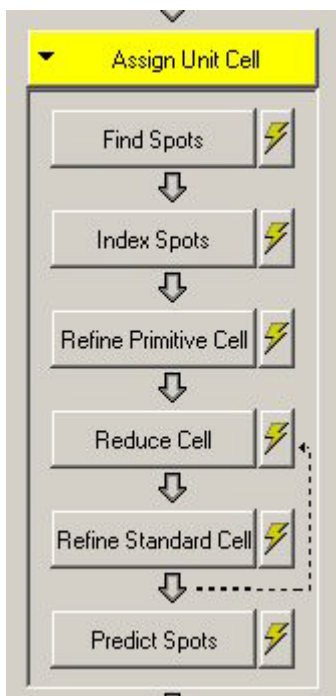 Assign Unit Cell
Find Spots
Index Spots
Refine Primitive Cell
Reduce Cell
Refine Standard Cell
Predict Spots